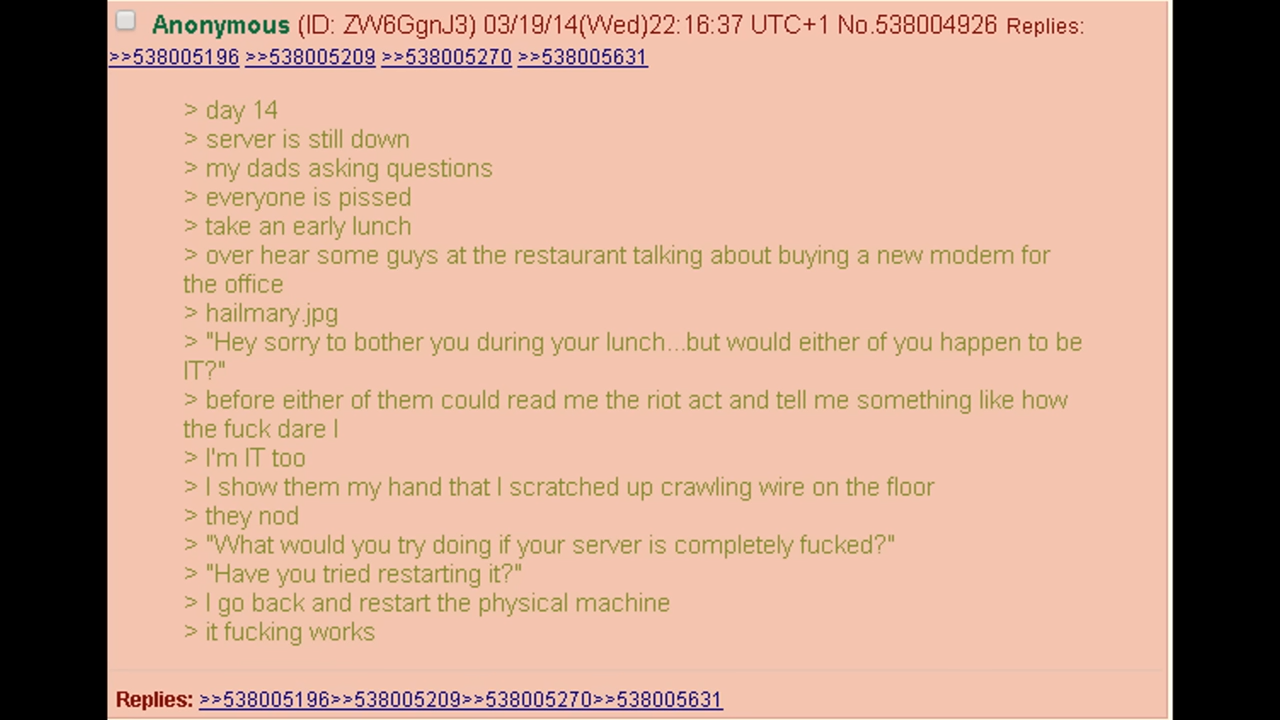 Anonymous (ID: ZW6GgnJ3) 03/19/14(Wed)22:16:37 UTC+1 No.538004926 Replies:
>>538005196 >>538005209 >>538005270 >>538005631
> day 14
> server is still down
> my dads asking questions
> everyone is pissed
> take an early lunch
> over hear some guys at the restaurant talking about buying a new modem for
the office
> hailmary.jpg
> "Hey sorry to bother you during your lunch...but would either of you happen to be
IT?"
> before either of them could read me the riot act and tell me something like how
the fuck dare I
> I'm IT too
> I show them my hand that I scratched up crawling wire on the floor
> they nod
> "What would you try doing if your server is completely fucked?"
> "Have you tried restarting it?"
> I go back and restart the physical machine
> it fucking works
Replies: >>538005196>>538005209>>538005270>>538005631